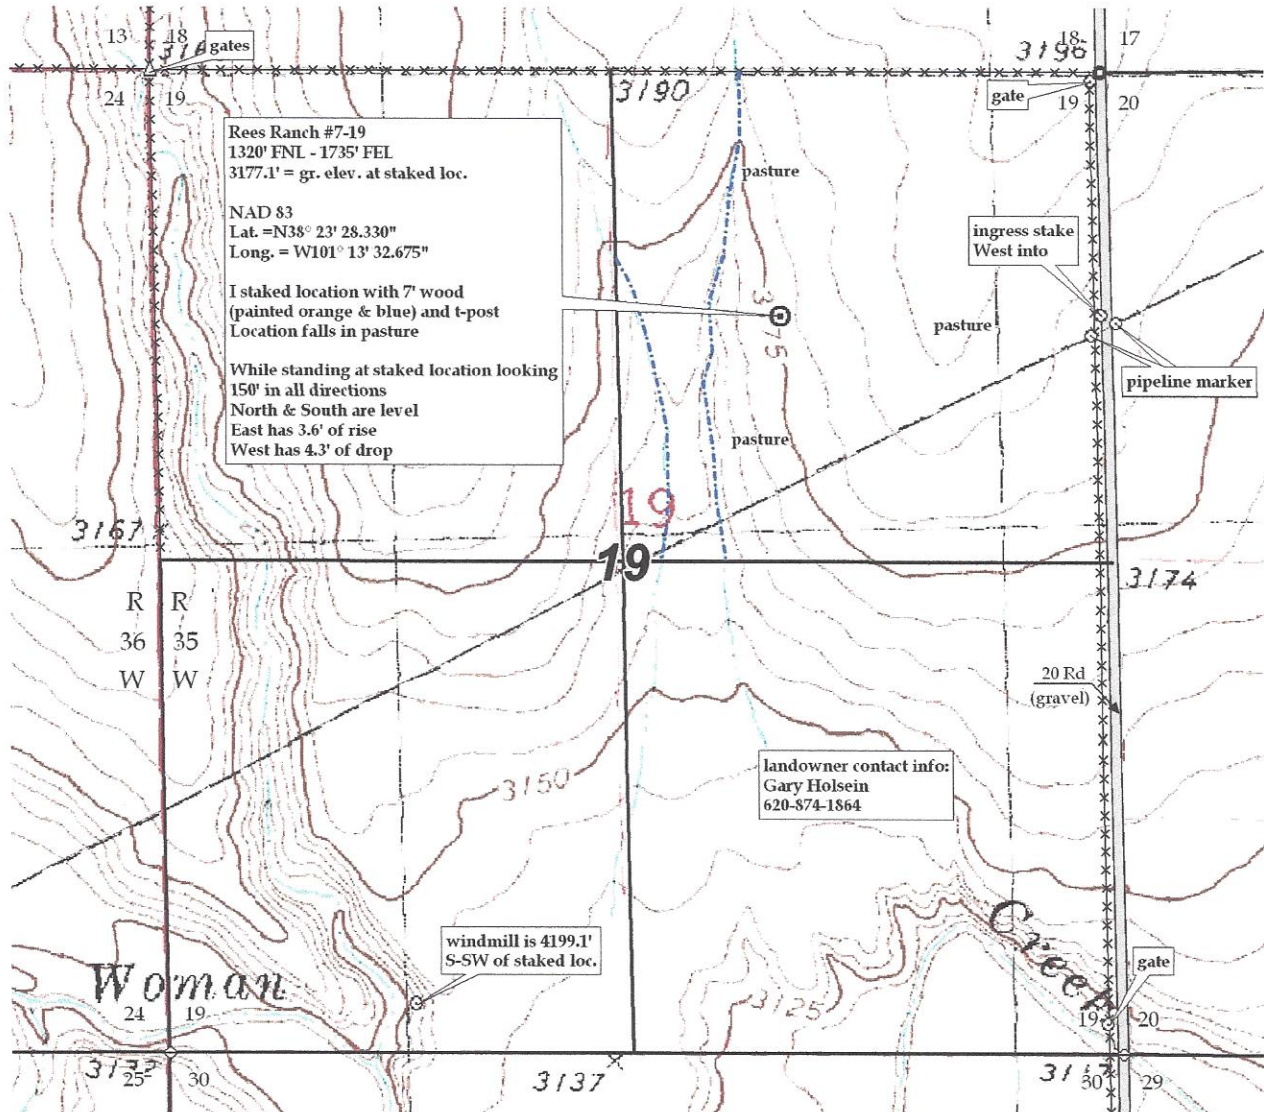 13
18
gates
24
19
3190
3196
18
17
gate
19
20
Rees Ranch #7-19
1320' FNL - 1735' FEL
3177.1' = gr. elev. at staked loc.
NAD 83
Lat. =N38° 23' 28.330"
Long. = W101° 13' 32.675"
I staked location with 7' wood
(painted orange & blue) and t-post
Location falls in pasture
While standing at staked location looking
150' in all directions
North & South are level
East has 3.6' of rise
West has 4.3' of drop
pasture
ingress stake
West into
3175
pasture
pipeline marker
pasture
19
3167
19
3174
R
R
36
35
W
W
20 Rd
(gravel)
3150
landowner contact info:
Gary Holsein
620-874-1864
windmill is 4199.1'
S-SW of staked loc.
Creek
gate
Woman
3125
24
19
19
20
25
30
3137
30
29